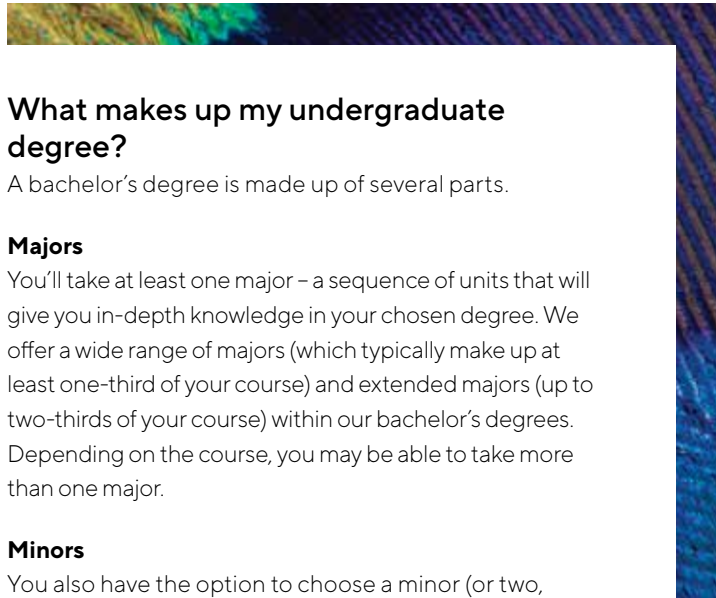 What makes up my undergraduate
degree?
A bachelor’s degree is made up of several parts.
Majors
You’ll take at least one major – a sequence of units that will
give you in-depth knowledge in your chosen degree. We
offer a wide range of majors (which typically make up at
least one-third of your course) and extended majors (up to
two-thirds of your course) within our bachelor’s degrees.
Depending on the course, you may be able to take more
than one major.
Minors
You also have the option to choose a minor (or two,